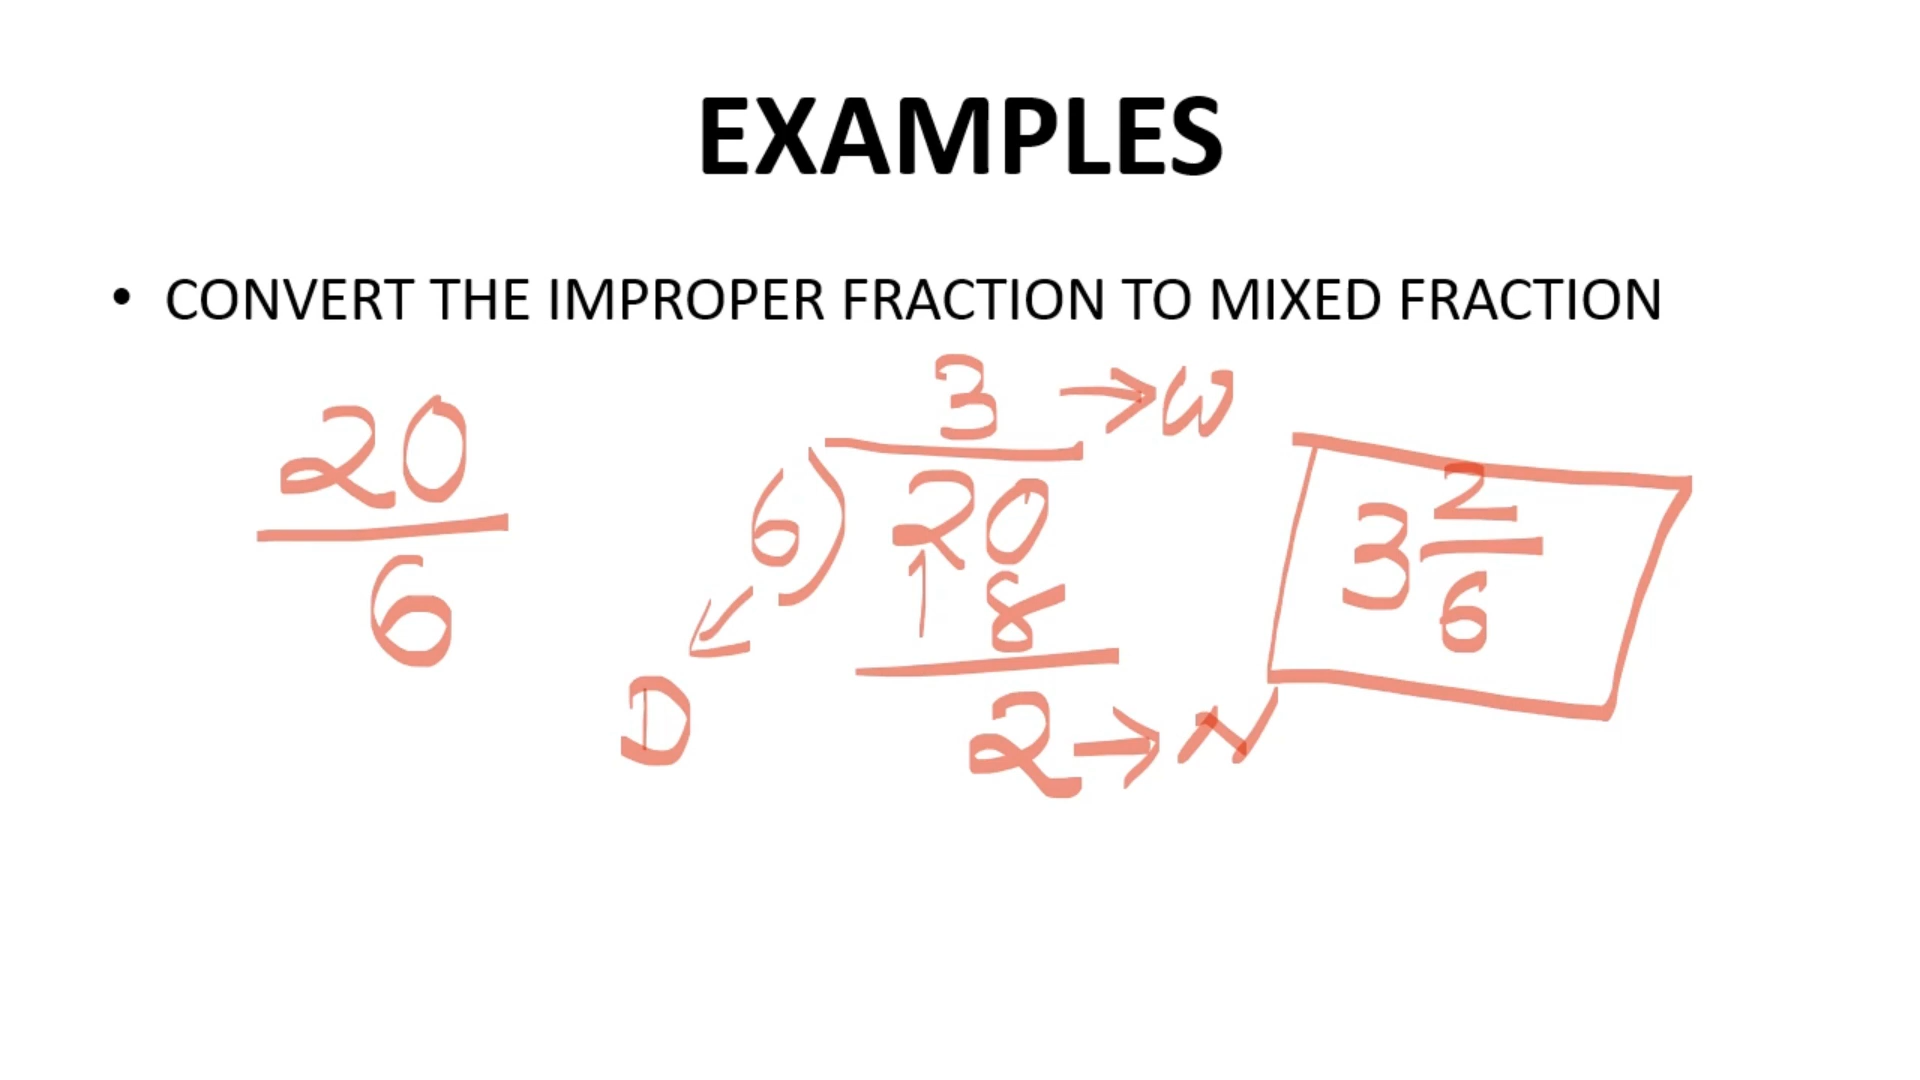 EXAMPLES
• CONVERT THE IMPROPER FRACTION TO MIXED FRACTION
20
6
3 → W
6) 20
18
2 → N
D
3 2/6